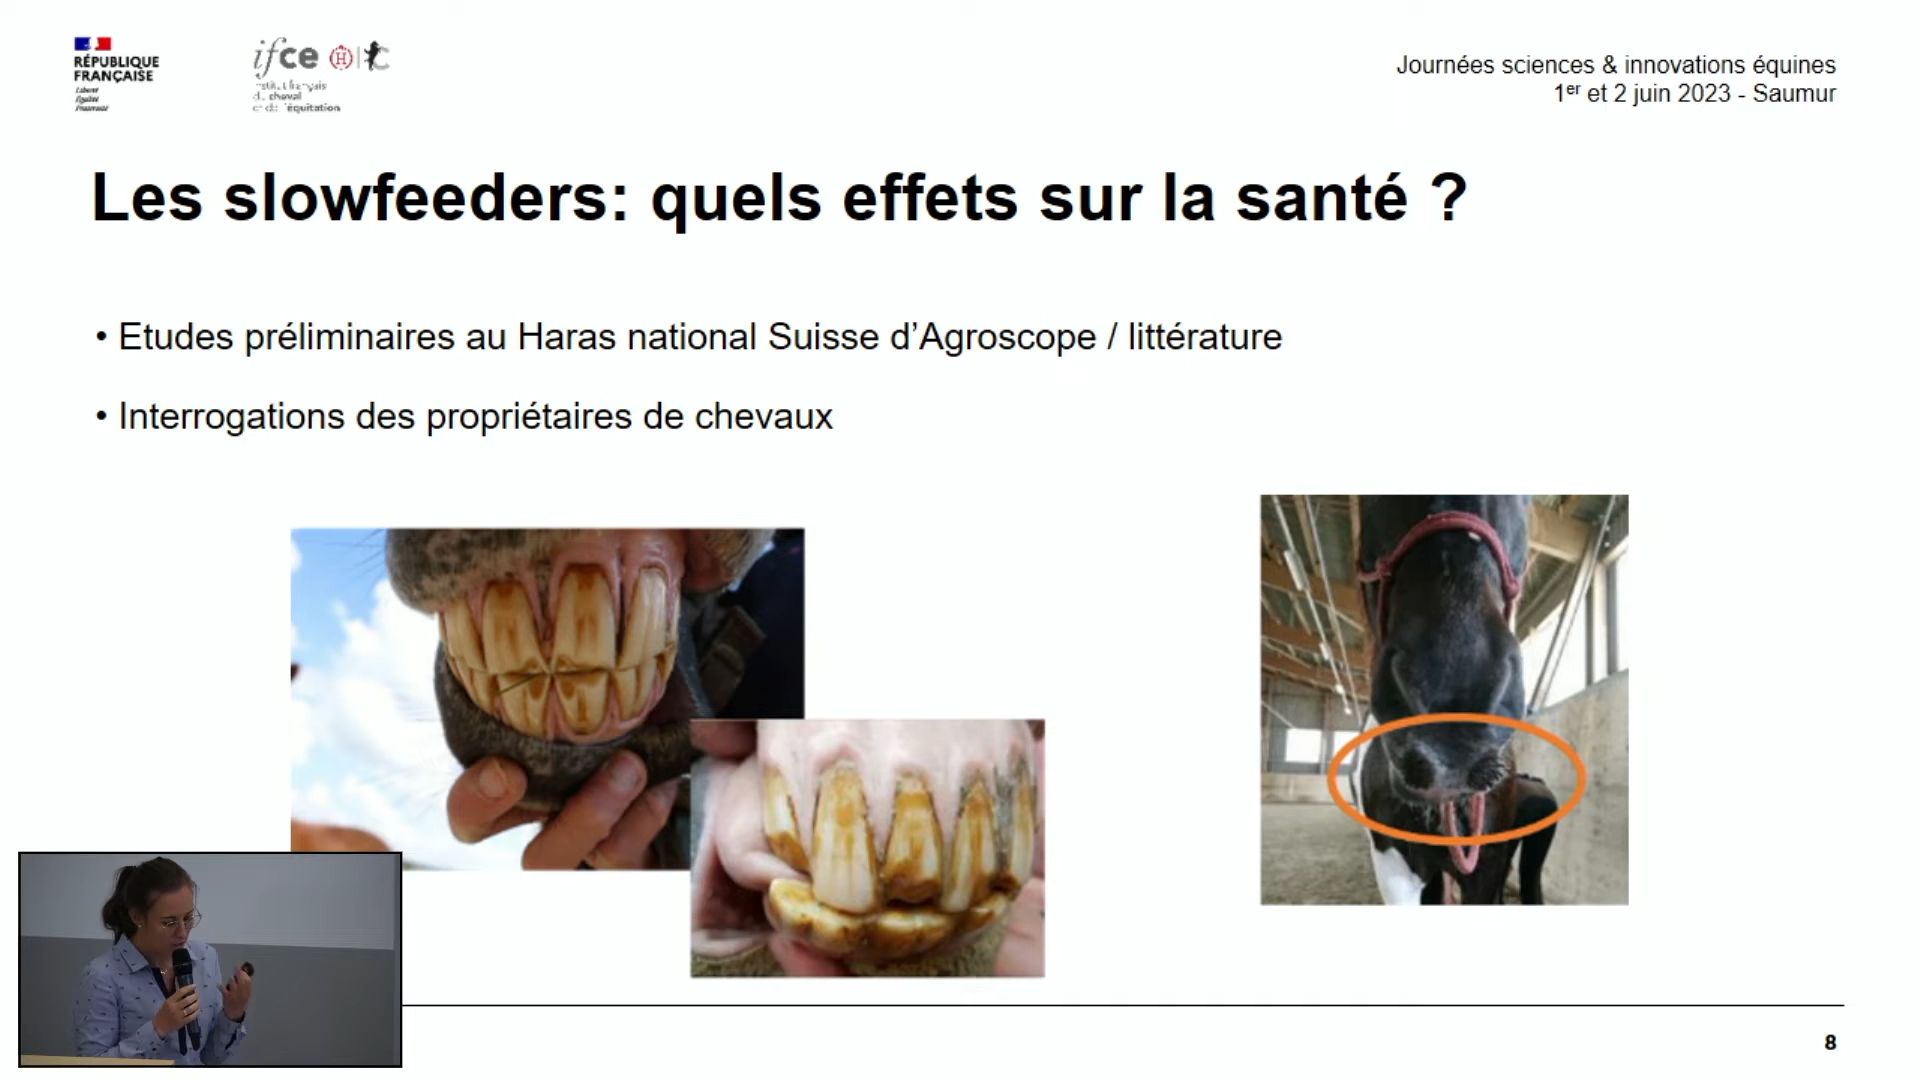 RÉPUBLIQUE
FRANÇAISE
Liberté
Égalité
Fraternité
ifce
institut français
du cheval
et de l'équitation
Journées sciences & innovations équines
1er et 2 juin 2023 - Saumur
Les slowfeeders: quels effets sur la santé ?
• Etudes préliminaires au Haras national Suisse d’Agroscope / littérature
• Interrogations des propriétaires de chevaux
8